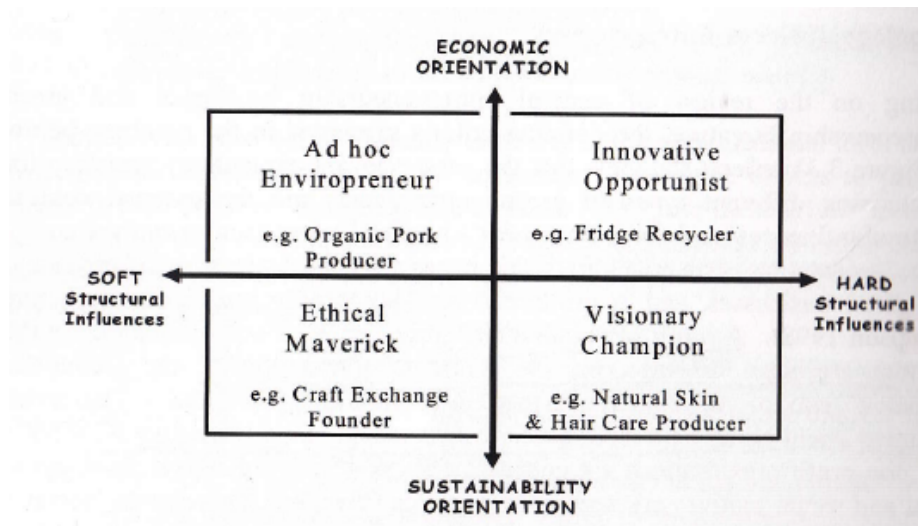 ECONOMIC
ORIENTATION
Ad hoc
Enviropreneur
e.g. Organic Pork
Producer
Innovative
Opportunist
e.g. Fridge Recycler
SOFT
Structural
Influences
HARD
Structural
Influences
Ethical
Maverick
e.g. Craft Exchange
Founder
Visionary
Champion
e.g. Natural Skin
& Hair Care Producer
SUSTAINABILITY
ORIENTATION